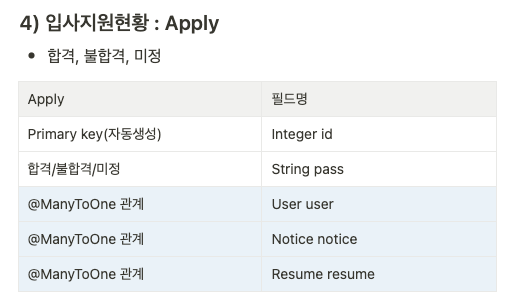 4) 입사지원현황 : Apply
• 합격, 불합격, 미정
Apply 필드명
Primary key(자동생성) Integer id
합격/불합격/미정 String pass
@ManyToOne 관계 User user
@ManyToOne 관계 Notice notice
@ManyToOne 관계 Resume resume